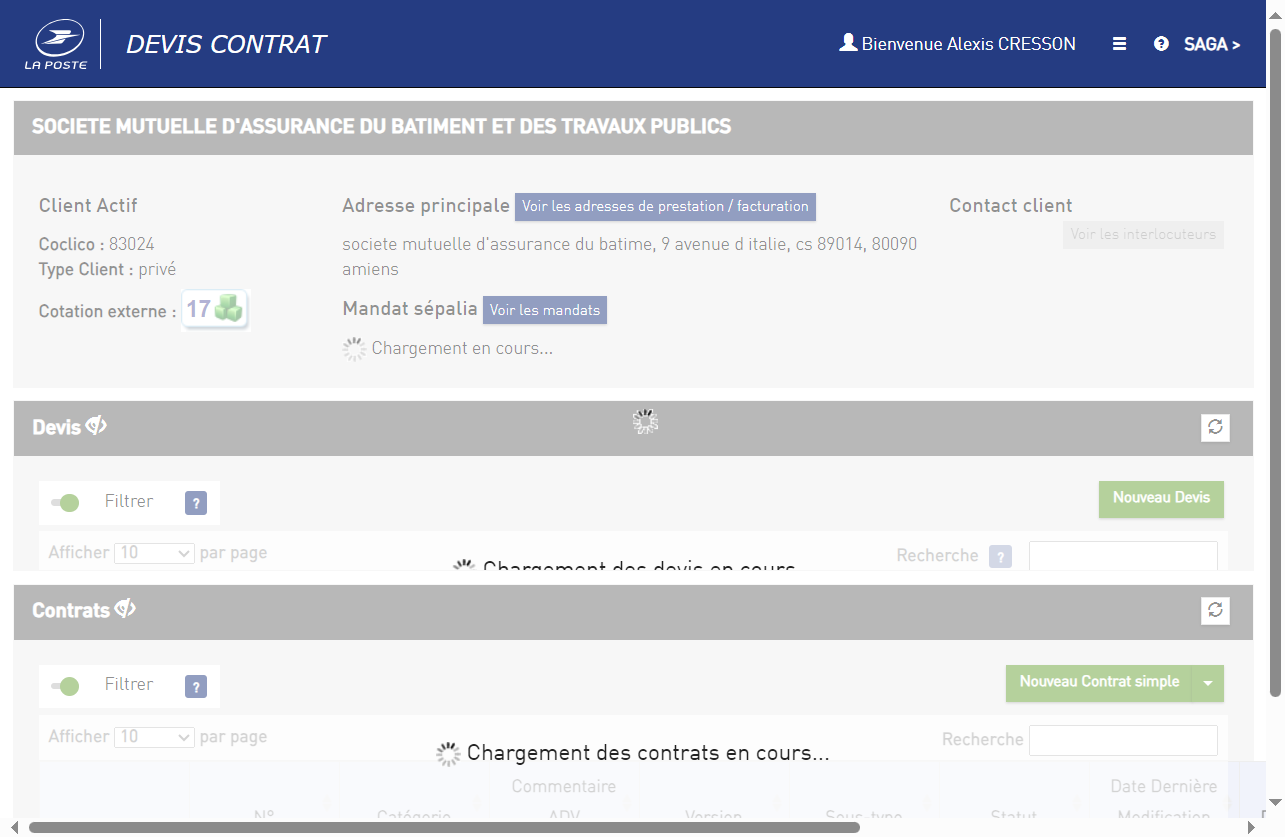 LA POSTE
DEVIS CONTRAT
Bienvenue Alexis CRESSON
SAGA >
SOCIETE MUTUELLE D'ASSURANCE DU BATIMENT ET DES TRAVAUX PUBLICS
Client Actif
Coclico : 83024
Type Client : privé
Cotation externe : 17
Adresse principale Voir les adresses de prestation / facturation
societe mutuelle d'assurance du batime, 9 avenue d italie, cs 89014, 80090
amiens
Mandat sépalia Voir les mandats
Chargement en cours...
Contact client
Voir les interlocuteurs
Devis
Filtrer ?
Nouveau Devis
Afficher 10 par page
Recherche ?
Chargement des devis en cours
Contrats
Filtrer ?
Nouveau Contrat simple
Afficher 10 par page
Recherche
Chargement des contrats en cours...
Commentaire
Date Dernière
N° Catégorie ADV Version Sous-type Statut Modification